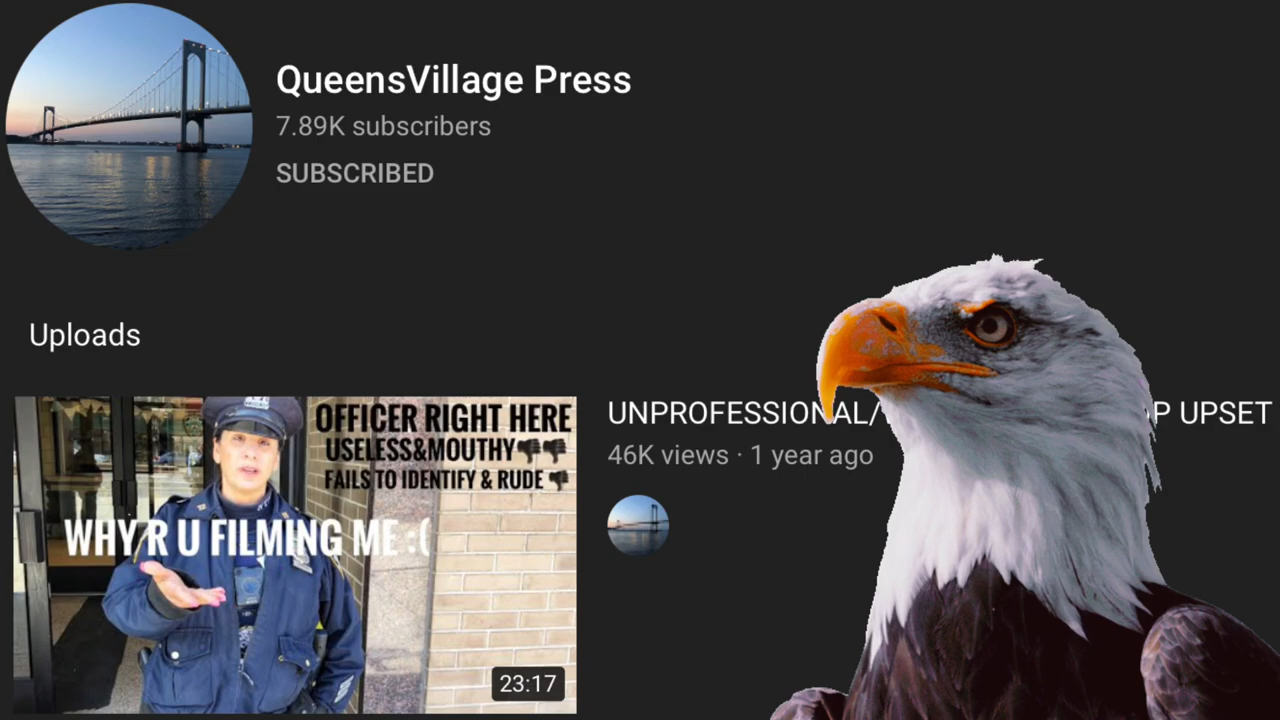 QueensVillage Press
7.89K subscribers
SUBSCRIBED
Uploads
OFFICER RIGHT HERE
USELESS&MOUTHY👎👎
FAILS TO IDENTIFY & RUDE 👎
WHY R U FILMING ME :(
23:17
UNPROFESSIONAL/ P UPSET
46K views · 1 year ago